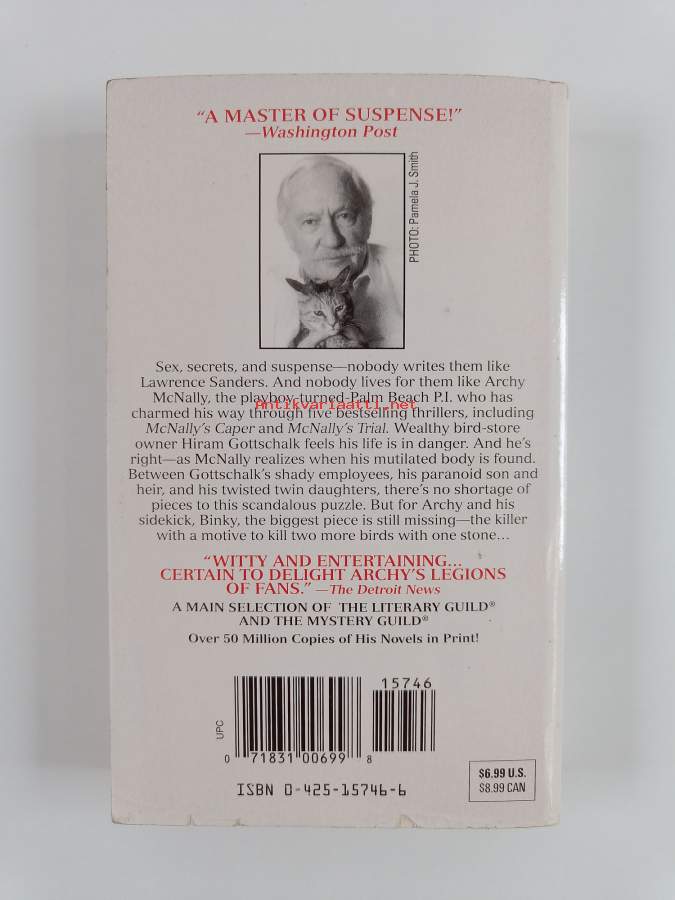 “A MASTER OF SUSPENSE!”
—Washington Post
PHOTO: Pamela J. Smith
Sex, secrets, and suspense—nobody writes them like
Lawrence Sanders. And nobody lives for them like Archy
McNally, the playboy-turned-Palm Beach P.I. who has
Antikvariaatti.net
charmed his way through five bestselling thrillers, including
McNally’s Caper and McNally’s Trial. Wealthy bird-store
owner Hiram Gottschalk feels his life is in danger. And he’s
right—as McNally realizes when his mutilated body is found.
Between Gottschalk’s shady employees, his paranoid son and
heir, and his twisted twin daughters, there’s no shortage of
pieces to this scandalous puzzle. But for Archy and his
sidekick, Binky, the biggest piece is still missing—the killer
with a motive to kill two more birds with one stone…
“WITTY AND ENTERTAINING…
CERTAIN TO DELIGHT ARCHY’S LEGIONS
OF FANS.” —The Detroit News
A MAIN SELECTION OF THE LITERARY GUILD®
AND THE MYSTERY GUILD®
Over 50 Million Copies of His Novels in Print!
15746
UPC
0 71831 00699 8
ISBN 0-425-15746-6
$6.99 U.S.
$8.99 CAN